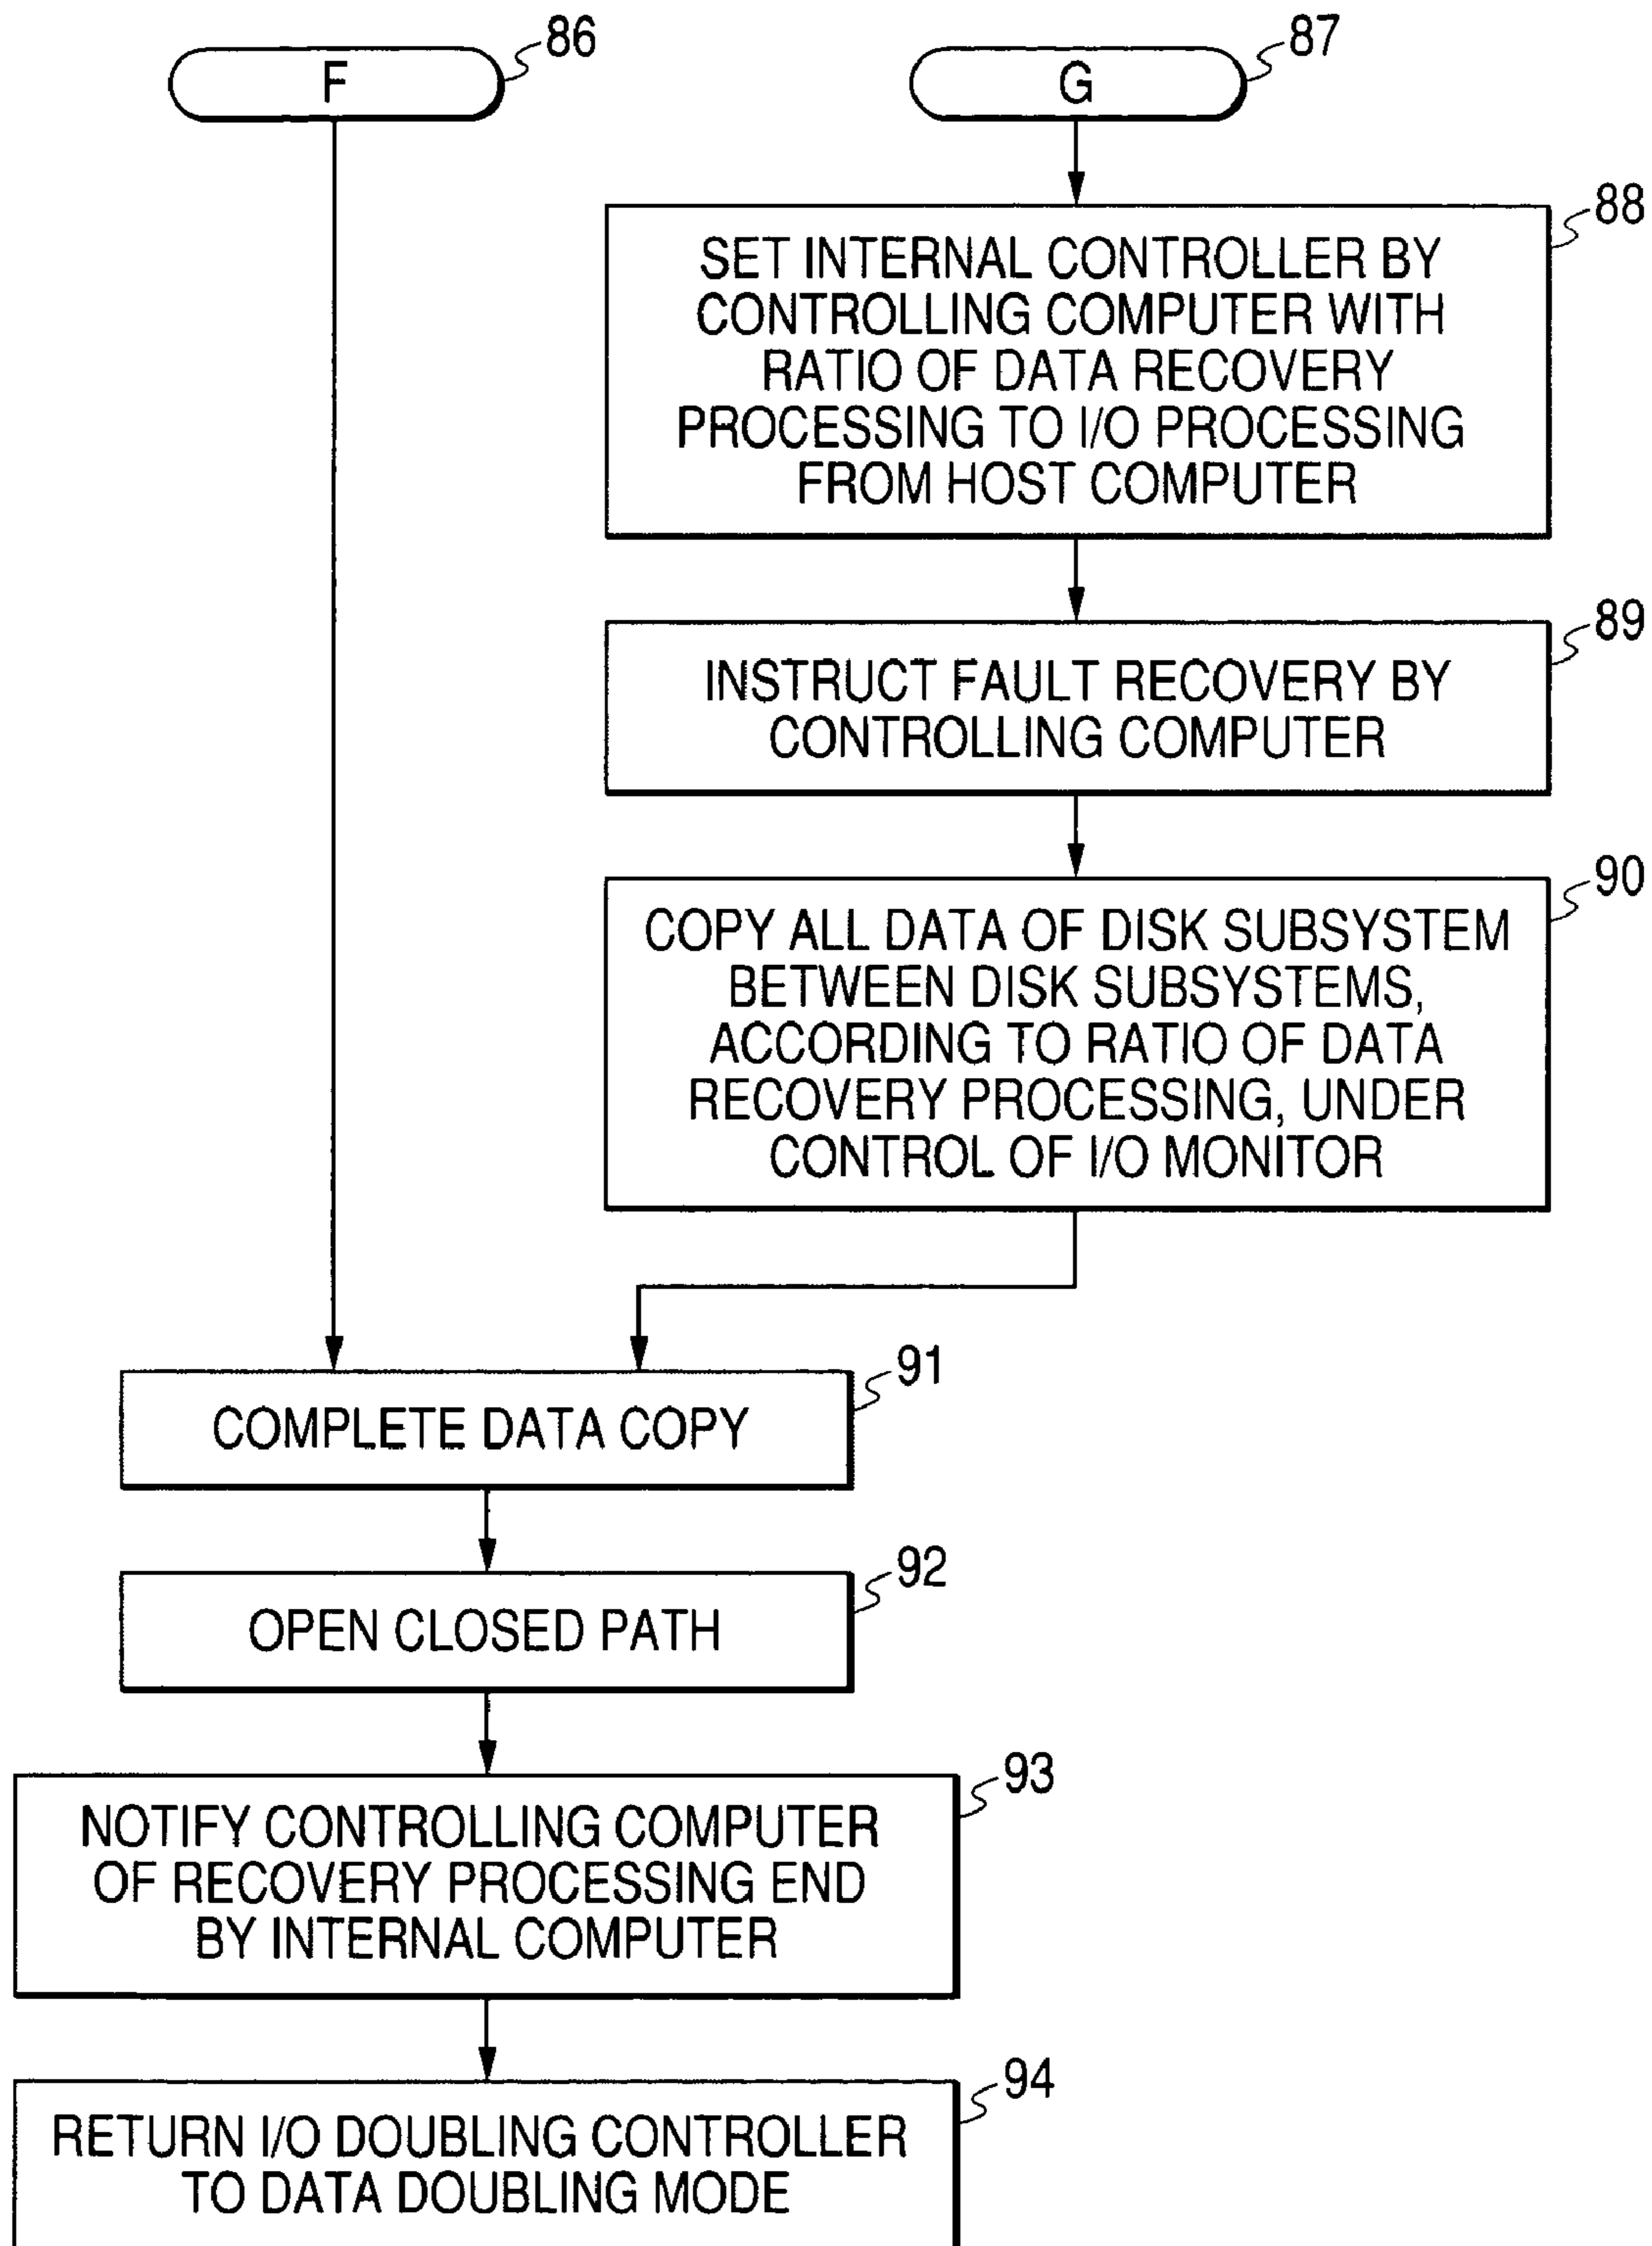 F
86
G
87
SET INTERNAL CONTROLLER BY
CONTROLLING COMPUTER WITH
RATIO OF DATA RECOVERY
PROCESSING TO I/O PROCESSING
FROM HOST COMPUTER
88
INSTRUCT FAULT RECOVERY BY
CONTROLLING COMPUTER
89
COPY ALL DATA OF DISK SUBSYSTEM
BETWEEN DISK SUBSYSTEMS,
ACCORDING TO RATIO OF DATA
RECOVERY PROCESSING, UNDER
CONTROL OF I/O MONITOR
90
COMPLETE DATA COPY
91
OPEN CLOSED PATH
92
NOTIFY CONTROLLING COMPUTER
OF RECOVERY PROCESSING END
BY INTERNAL COMPUTER
93
RETURN I/O DOUBLING CONTROLLER
TO DATA DOUBLING MODE
94